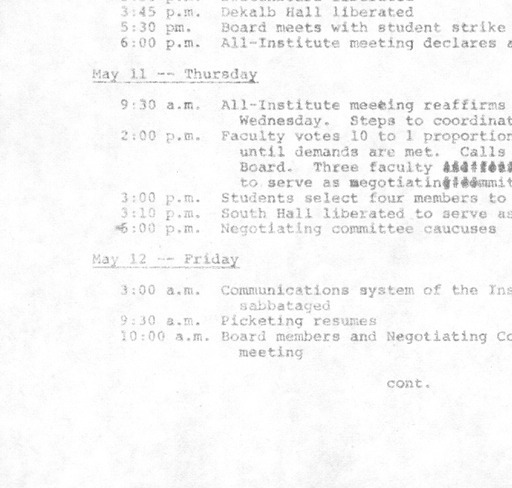 3:45 p.m. Dekalb Hall liberated
5:30 pm. Board meets with student strike
6:00 p.m. All-Institute meeting declares
May 11 -- Thursday
9:30 a.m. All-Institute meeting reaffirms
Wednesday. Steps to coordinat
2:00 p.m. Faculty votes 10 to 1 proportion
until demands are met. Calls
Board. Three faculty
to serve as negotiating
3:00 p.m. Students select four members to
3:10 p.m. South Hall liberated to serve as
6:00 p.m. Negotiating committee caucuses
May 12 -- Friday
3:00 a.m. Communications system of the Ins
sabbataged
9:30 a.m. Picketing resumes
10:00 a.m. Board members and Negotiating Co
meeting
cont.